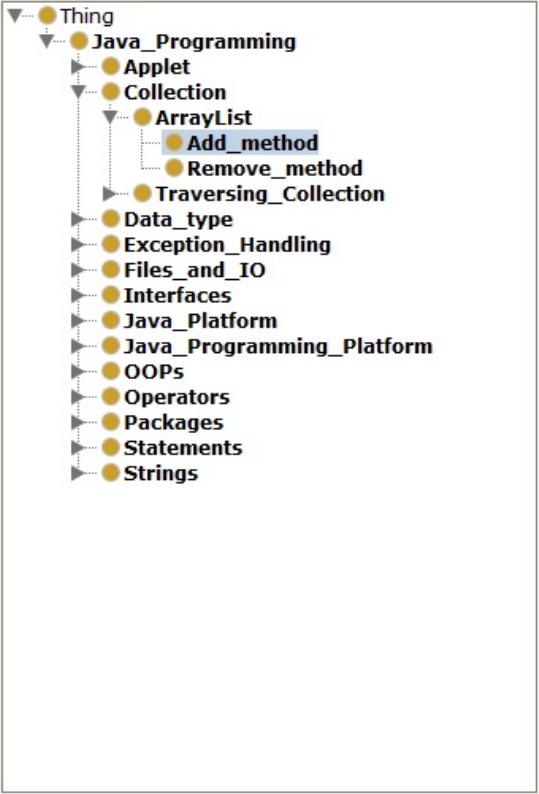 Thing
Java_Programming
Applet
Collection
ArrayList
Add_method
Remove_method
Traversing_Collection
Data_type
Exception_Handling
Files_and_IO
Interfaces
Java_Platform
Java_Programming_Platform
OOPs
Operators
Packages
Statements
Strings